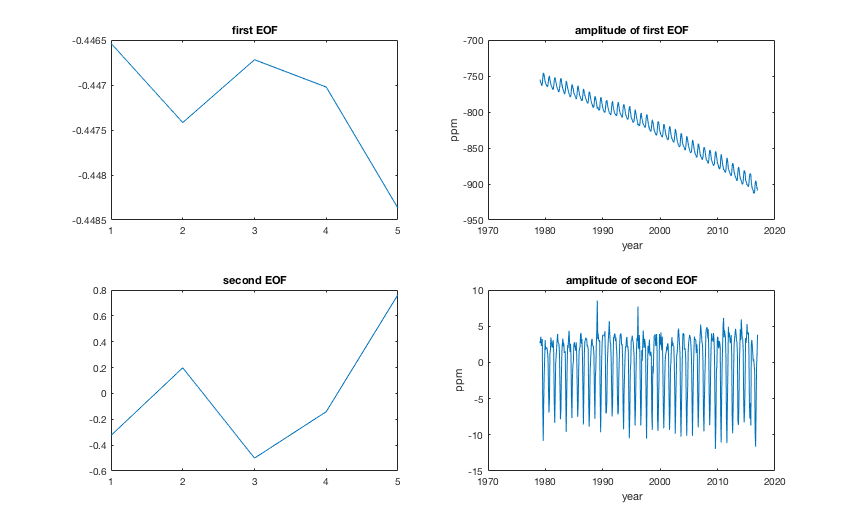 first EOF
-0.4465
-0.447
-0.4475
-0.448
-0.4485
1 2 3 4 5
amplitude of first EOF
-700
-750
-800
-850
-900
-950
ppm
1970 1980 1990 2000 2010 2020
year
second EOF
0.8
0.6
0.4
0.2
0
-0.2
-0.4
-0.6
1 2 3 4 5
amplitude of second EOF
10
5
0
-5
-10
-15
ppm
1970 1980 1990 2000 2010 2020
year